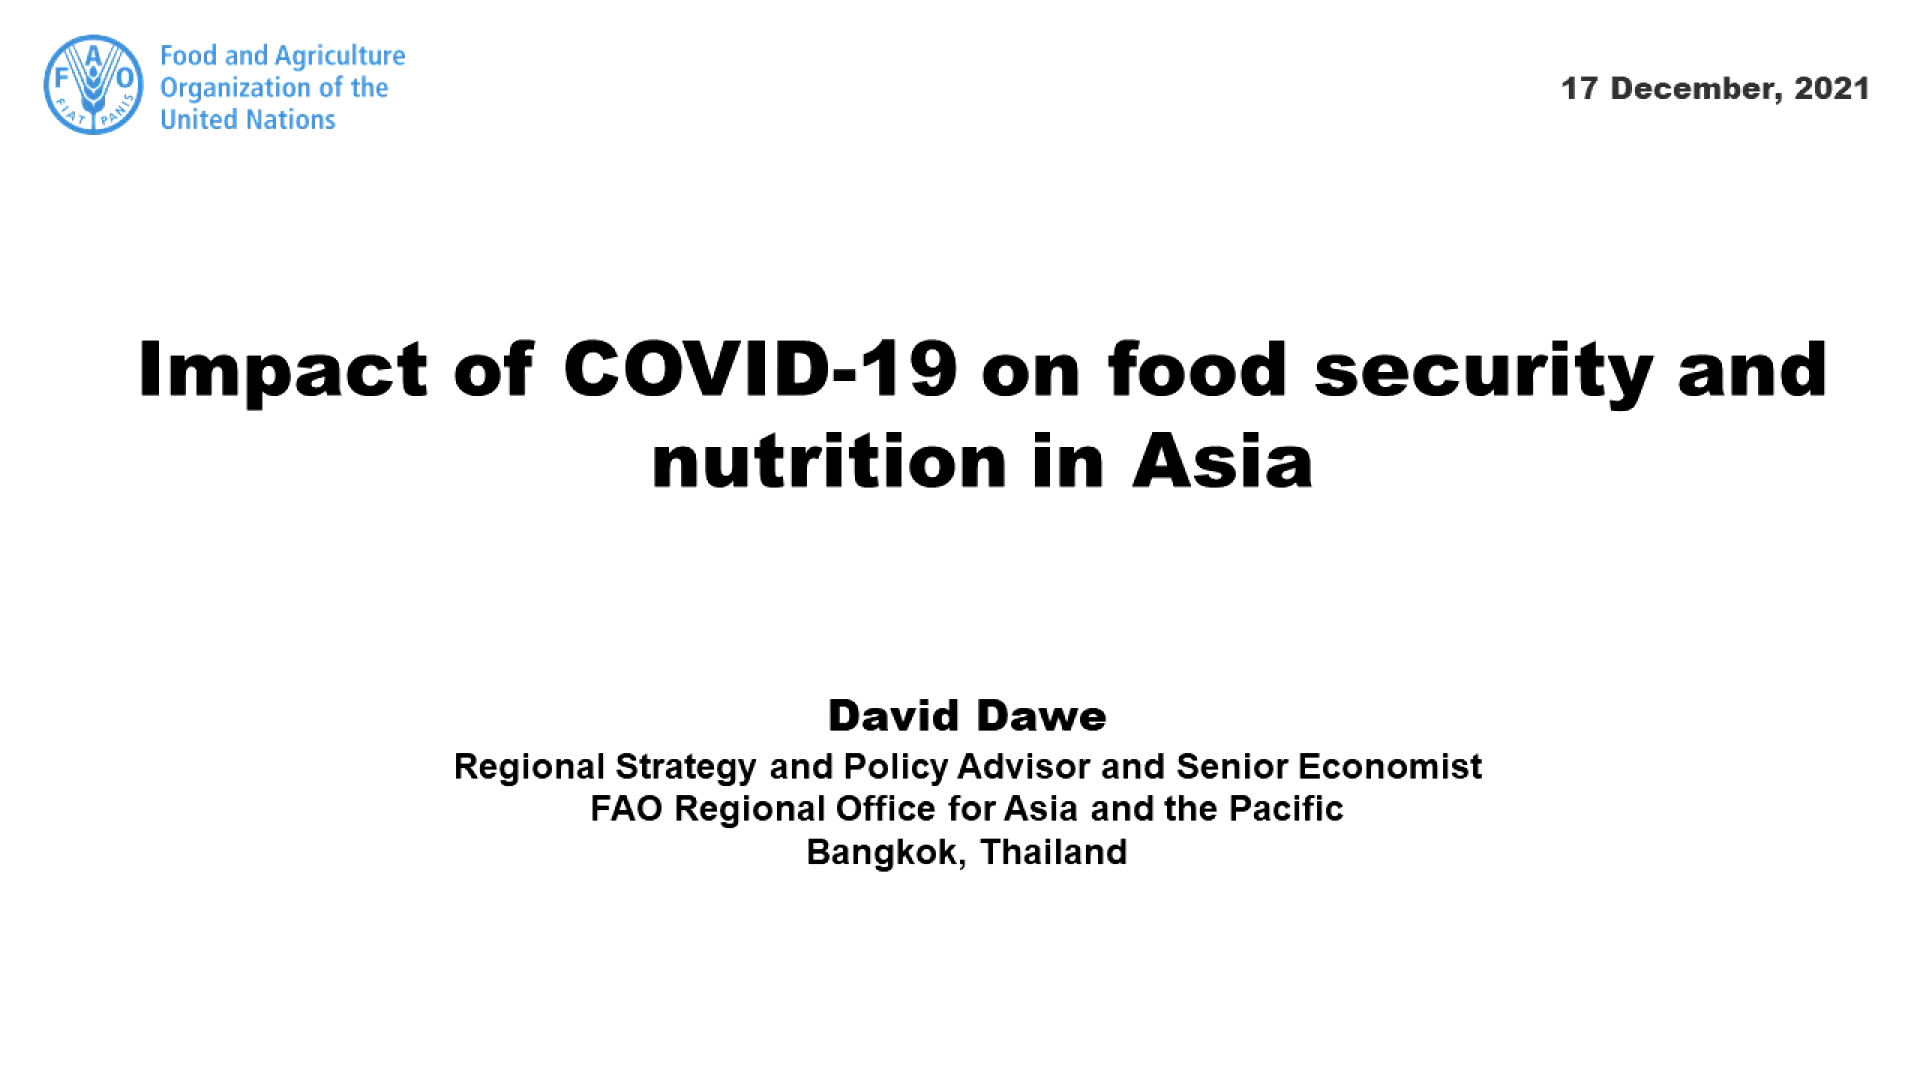 F A O
FIAT PANIS
Food and Agriculture
Organization of the
United Nations
17 December, 2021
Impact of COVID-19 on food security and
nutrition in Asia
David Dawe
Regional Strategy and Policy Advisor and Senior Economist
FAO Regional Office for Asia and the Pacific
Bangkok, Thailand